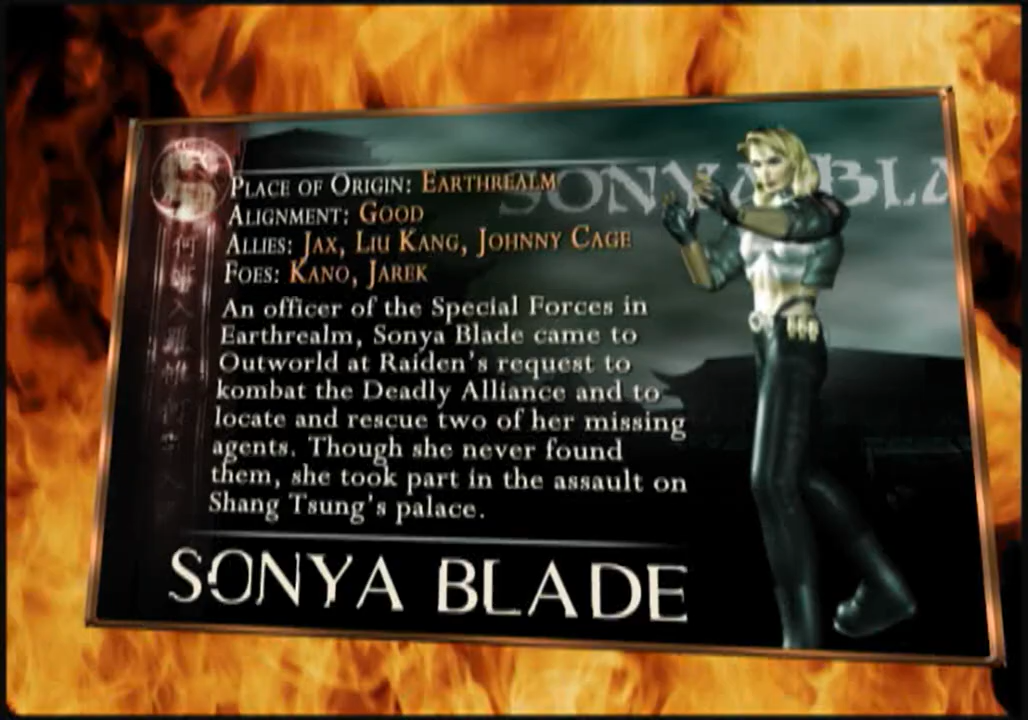 SONYA BLA
PLACE OF ORIGIN: EARTHREALM
ALIGNMENT: GOOD
ALLIES: JAX, LIU KANG, JOHNNY CAGE
FOES: KANO, JAREK
An officer of the Special Forces in
Earthrealm, Sonya Blade came to
Outworld at Raiden's request to
kombat the Deadly Alliance and to
locate and rescue two of her missing
agents. Though she never found
them, she took part in the assault on
Shang Tsung's palace.
SONYA BLADE